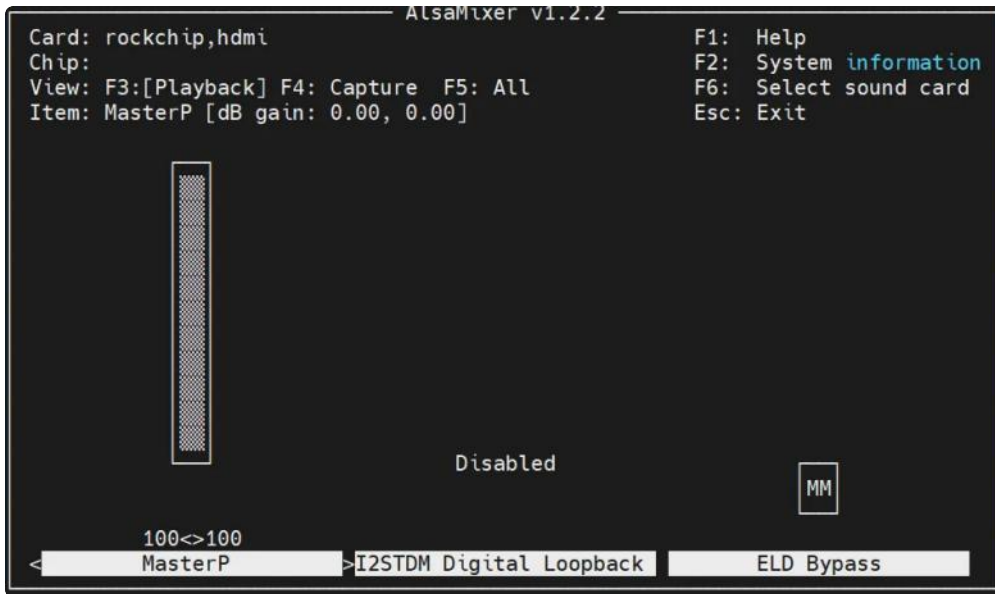 AlsaMixer v1.2.2
Card: rockchip,hdmi F1: Help
Chip: F2: System information
View: F3:[Playback] F4: Capture F5: All F6: Select sound card
Item: MasterP [dB gain: 0.00, 0.00] Esc: Exit
Disabled
MM
100<>100
< MasterP >I2STDM Digital Loopback ELD Bypass